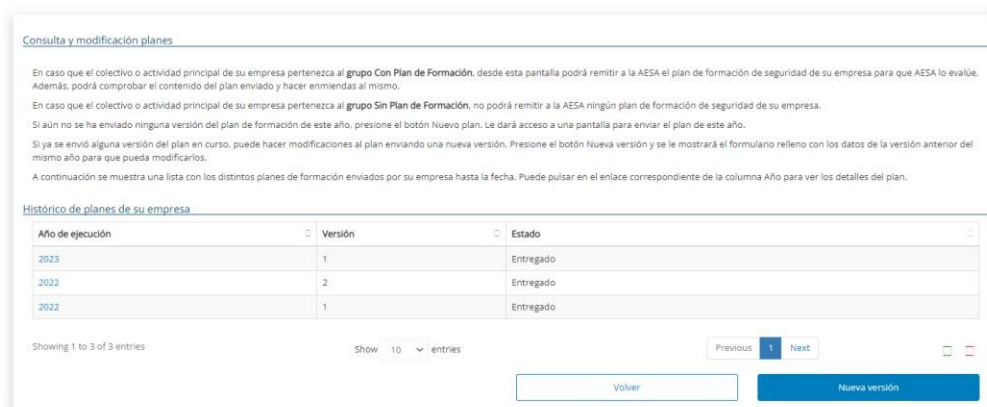 Consulta y modificación planes
En caso que el colectivo o actividad principal de su empresa pertenezca al grupo Con Plan de Formación, desde esta pantalla podrá remitir a la AESA el plan de formación de seguridad de su empresa para que AESA lo evalúe.
Además, podrá comprobar el contenido del plan enviado y hacer enmiendas al mismo.
En caso que el colectivo o actividad principal de su empresa pertenezca al grupo Sin Plan de Formación, no podrá remitir a la AESA ningún plan de formación de seguridad de su empresa.
Si aún no se ha enviado ninguna versión del plan de formación de este año, presione el botón Nuevo plan. Le dará acceso a una pantalla para enviar el plan de este año.
Si ya se envió alguna versión del plan en curso, puede hacer modificaciones al plan enviando una nueva versión. Presione el botón Nueva versión y se le mostrará el formulario relleno con los datos de la versión anterior del
mismo año para que pueda modificarlos.
A continuación se muestra una lista con los distintos planes de formación enviados por su empresa hasta la fecha. Puede pulsar en el enlace correspondiente de la columna Año para ver los detalles del plan.
Histórico de planes de su empresa
Año de ejecución Versión Estado
2023 1 Entregado
2022 2 Entregado
2022 1 Entregado
Showing 1 to 3 of 3 entries Show 10 entries Previous 1 Next
Volver Nueva versión